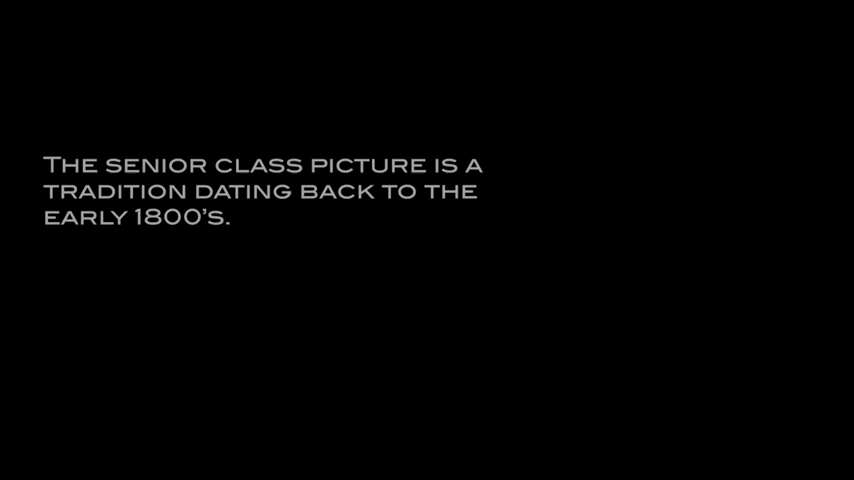 The senior class picture is a
tradition dating back to the
early 1800's.